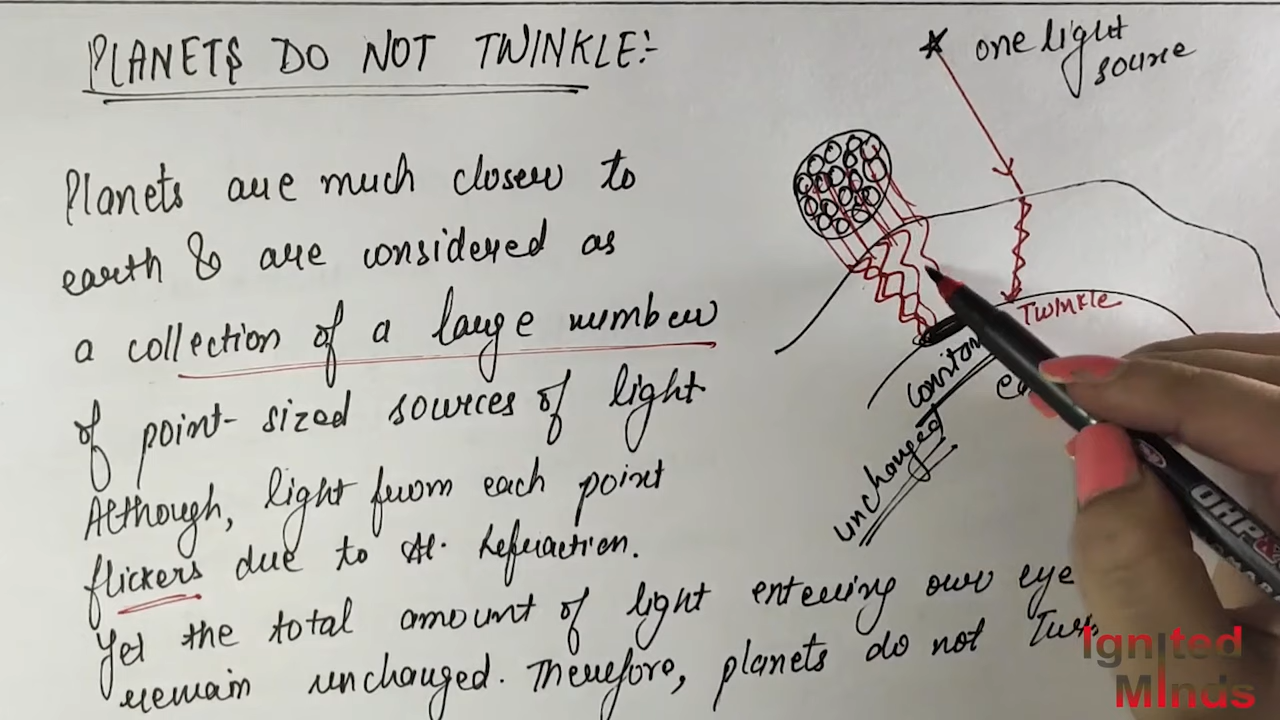 PLANETS DO NOT TWINKLE:-
one light
source
Planets are much closer to
earth & are considered as
a collection of a large number
of point-sized sources of light
Although, light from each point
flickers due to At. Refraction.
Yet the total amount of light entering our eye
remain unchanged. Therefore, planets do not
Twinkle
unchanged
OHP
Ignited
Minds